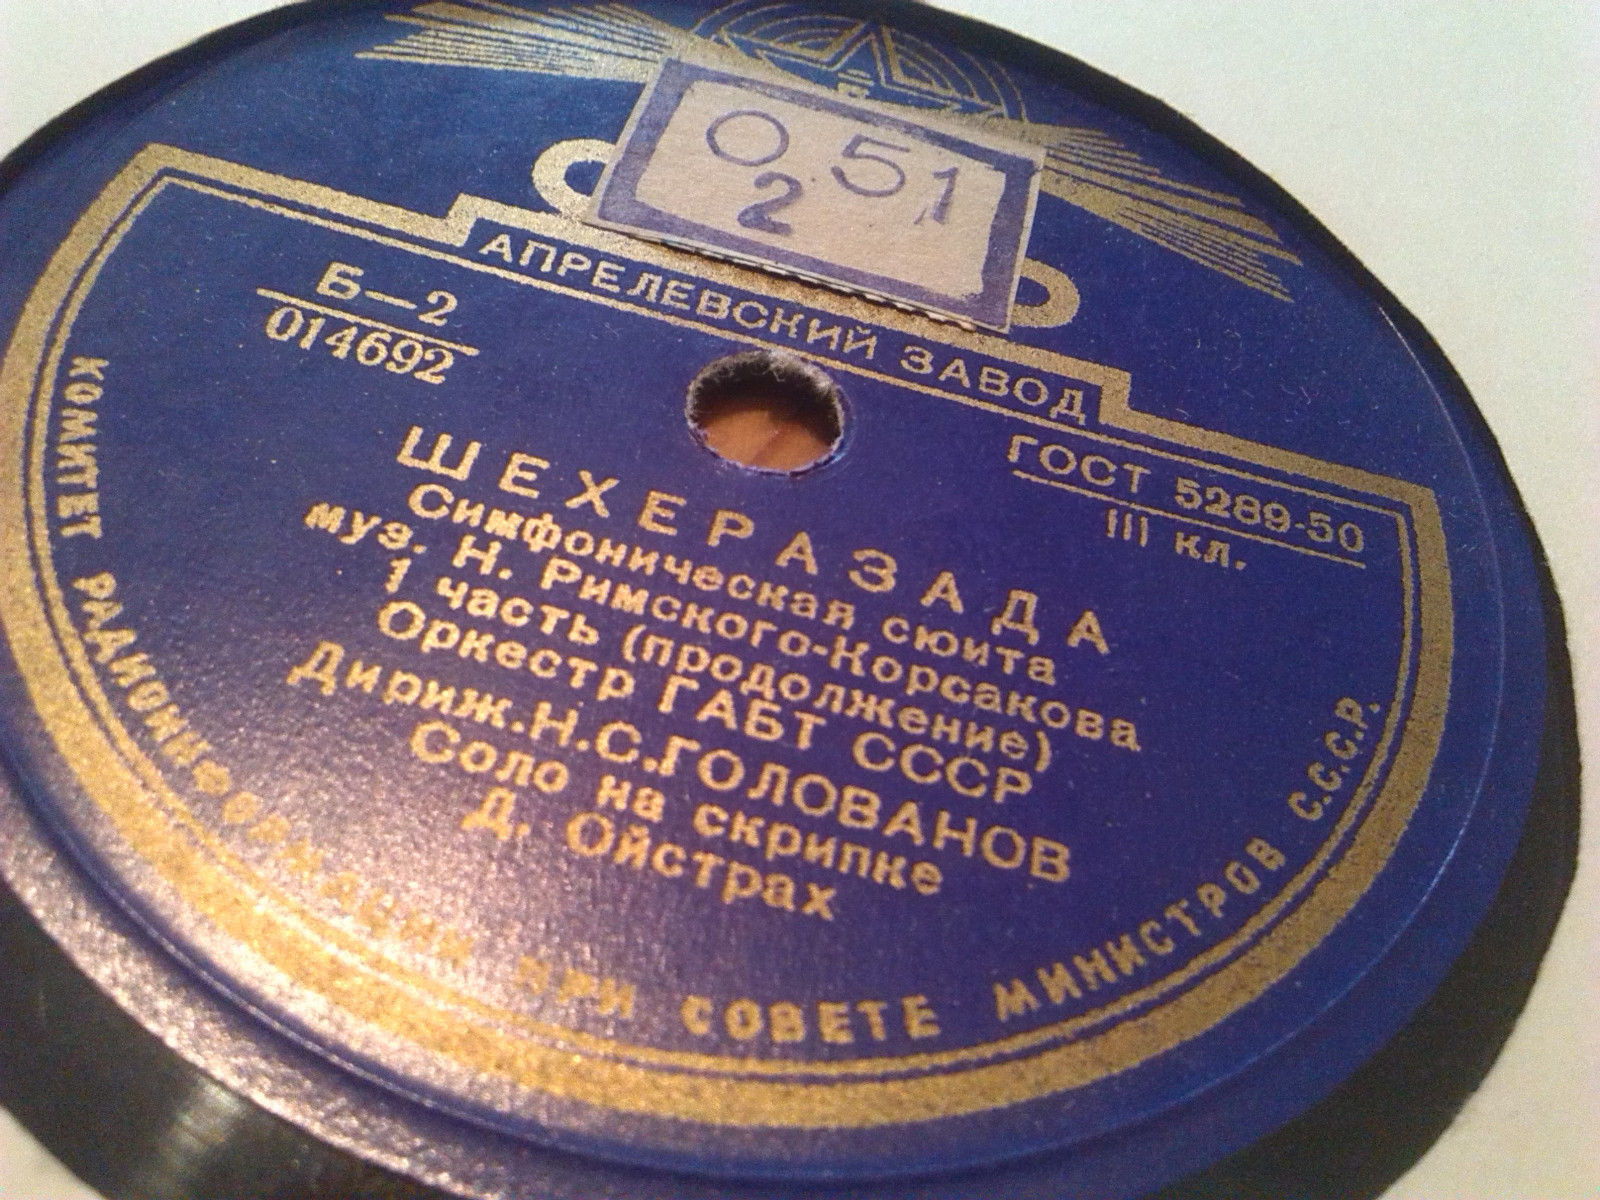 О 51
2
АПРЕЛЕВСКИЙ ЗАВОД
Б—2
014692
ГОСТ 5289-50
III кл.
ШЕХЕРАЗАДА
Симфоническая сюита
муз. Н. Римского-Корсакова
1 часть (продолжение)
Оркестр ГАБТ СССР
Дириж. Н.С.ГОЛОВАНОВ
Соло на скрипке
Д. Ойстрах
КОМИТЕТ РАДИОИНФОРМАЦИИ ПРИ СОВЕТЕ МИНИСТРОВ С.С.С.Р.